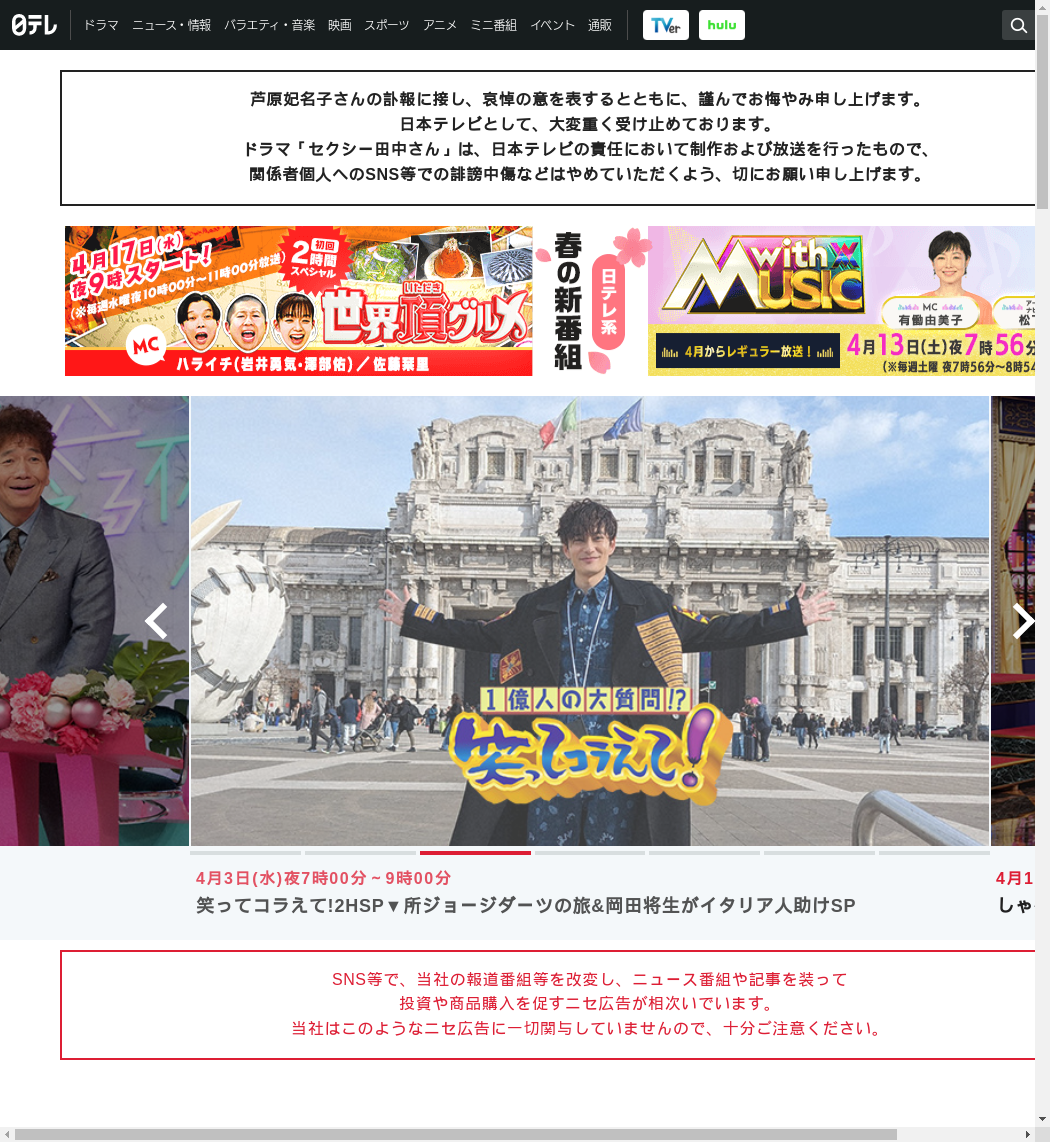 日テレ ドラマ ニュース・情報 バラエティ・音楽 映画 スポーツ アニメ ミニ番組 イベント 通販 TVer hulu
芦原妃名子さんの訃報に接し、哀悼の意を表するとともに、謹んでお悔やみ申し上げます。
日本テレビとして、大変重く受け止めております。
ドラマ「セクシー田中さん」は、日本テレビの責任において制作および放送を行ったもので、
関係者個人へのSNS等での誹謗中傷などはやめていただくよう、切にお願い申し上げます。
4月17日(水)
夜9時スタート!
(※毎週水曜夜10時00分〜11時00分放送)
初回
2時間
スペシャル
いただき
世界頂グルメ
MC
ハライチ(岩井勇気・澤部佑)/佐藤栞里
春の新番組
日テレ系
with MUSIC
MC
有働由美子
4月からレギュラー放送!
4月13日(土)夜7時56分
(※毎週土曜 夜7時56分〜8時54
1億人の大質問!?
笑ってコラえて!
4月3日(水)夜7時00分 ~ 9時00分
笑ってコラえて!2HSP▼所ジョージダーツの旅&岡田将生がイタリア人助けSP
4月1
しゃ
SNS等で、当社の報道番組等を改変し、ニュース番組や記事を装って
投資や商品購入を促すニセ広告が相次いでいます。
当社はこのようなニセ広告に一切関与していませんので、十分ご注意ください。